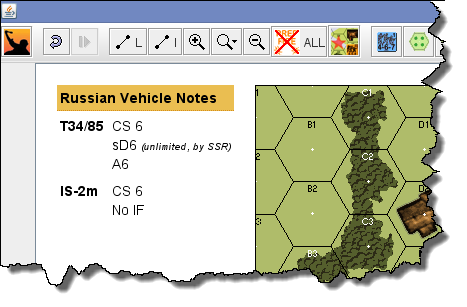 L
I
FREE
ALL
Russian Vehicle Notes
T34/85 CS 6
sD6 (unlimited, by SSR)
A6
IS-2m CS 6
No IF
1
C1
B1
D1
2
C2
B2
3
C3
B3